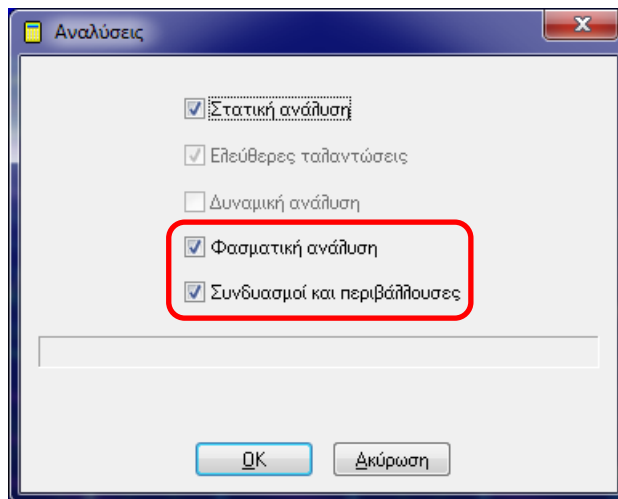 Αναλύσεις
Στατική ανάλυση
Ελεύθερες ταλαντώσεις
Δυναμική ανάλυση
Φασματική ανάλυση
Συνδυασμοί και περιβάλλουσες
OK
Ακύρωση